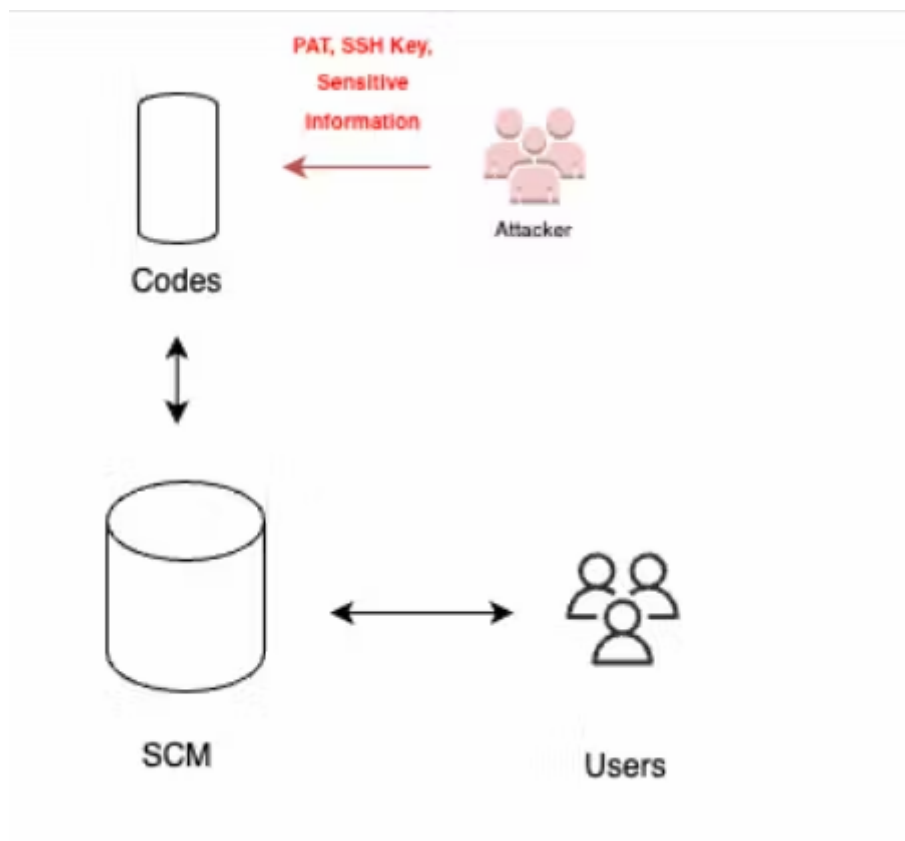 PAT, SSH Key,
Sensitive
Information
Attacker
Codes
SCM
Users